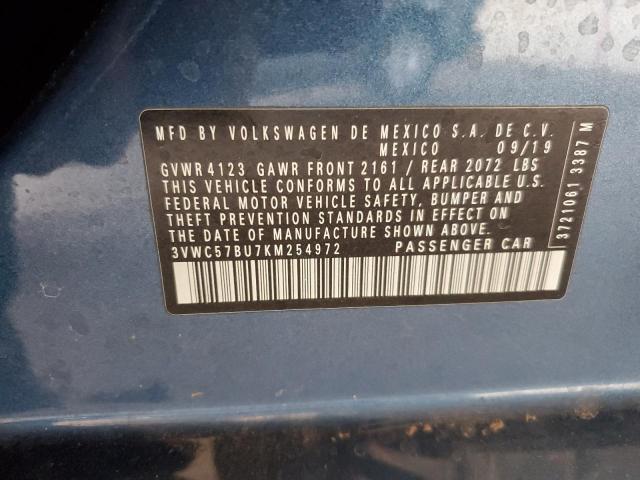 MFD BY VOLKSWAGEN DE MEXICO S.A. DE C.V.
MEXICO 09/19
GVWR 4123 GAWR FRONT 2161 / REAR 2072 LBS
THIS VEHICLE CONFORMS TO ALL APPLICABLE U.S.
FEDERAL MOTOR VEHICLE SAFETY, BUMPER AND
THEFT PREVENTION STANDARDS IN EFFECT ON
THE DATE OF MANUFACTURE SHOWN ABOVE.
3VWC57BU7KM254972 PASSENGER CAR
3721061 3387 M